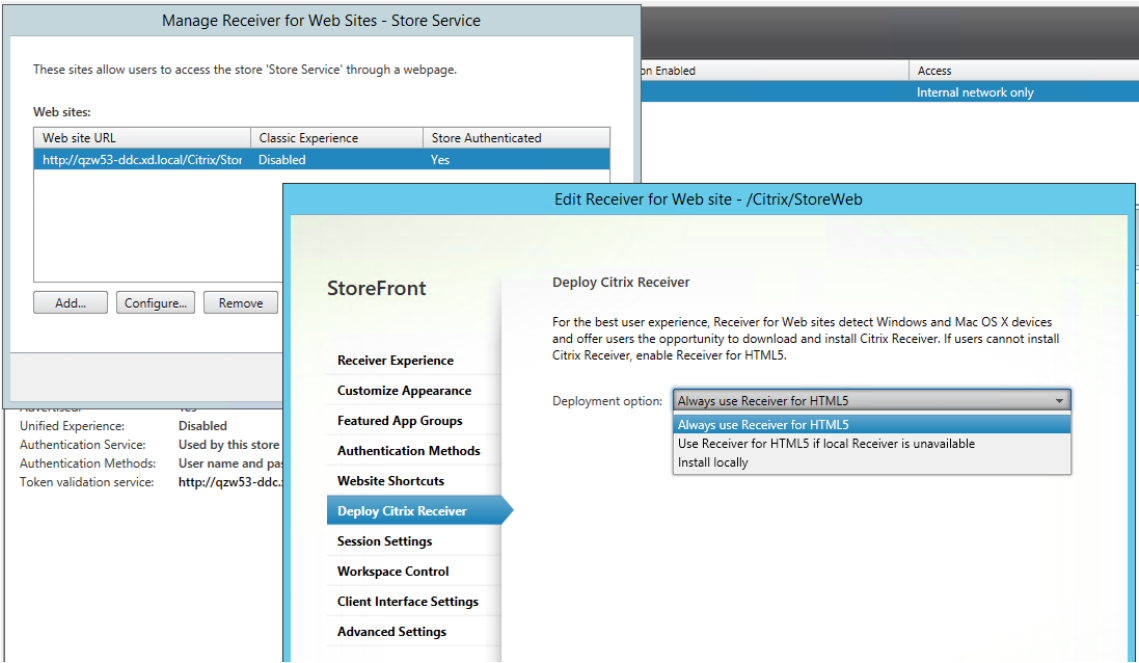 Manage Receiver for Web Sites - Store Service
These sites allow users to access the store 'Store Service' through a webpage.
Web sites:
Web site URL Classic Experience Store Authenticated
http://qzw53-ddc.xd.local/Citrix/Stor Disabled Yes
Add... Configure... Remove
on Enabled Access
Internal network only
Unified Experience: Disabled
Authentication Service: Used by this store
Authentication Methods: User name and pas
Token validation service: http://qzw53-ddc.
Edit Receiver for Web site - /Citrix/StoreWeb
StoreFront
Receiver Experience
Customize Appearance
Featured App Groups
Authentication Methods
Website Shortcuts
Deploy Citrix Receiver
Session Settings
Workspace Control
Client Interface Settings
Advanced Settings
Deploy Citrix Receiver
For the best user experience, Receiver for Web sites detect Windows and Mac OS X devices
and offer users the opportunity to download and install Citrix Receiver. If users cannot install
Citrix Receiver, enable Receiver for HTML5.
Deployment option: Always use Receiver for HTML5
Always use Receiver for HTML5
Use Receiver for HTML5 if local Receiver is unavailable
Install locally